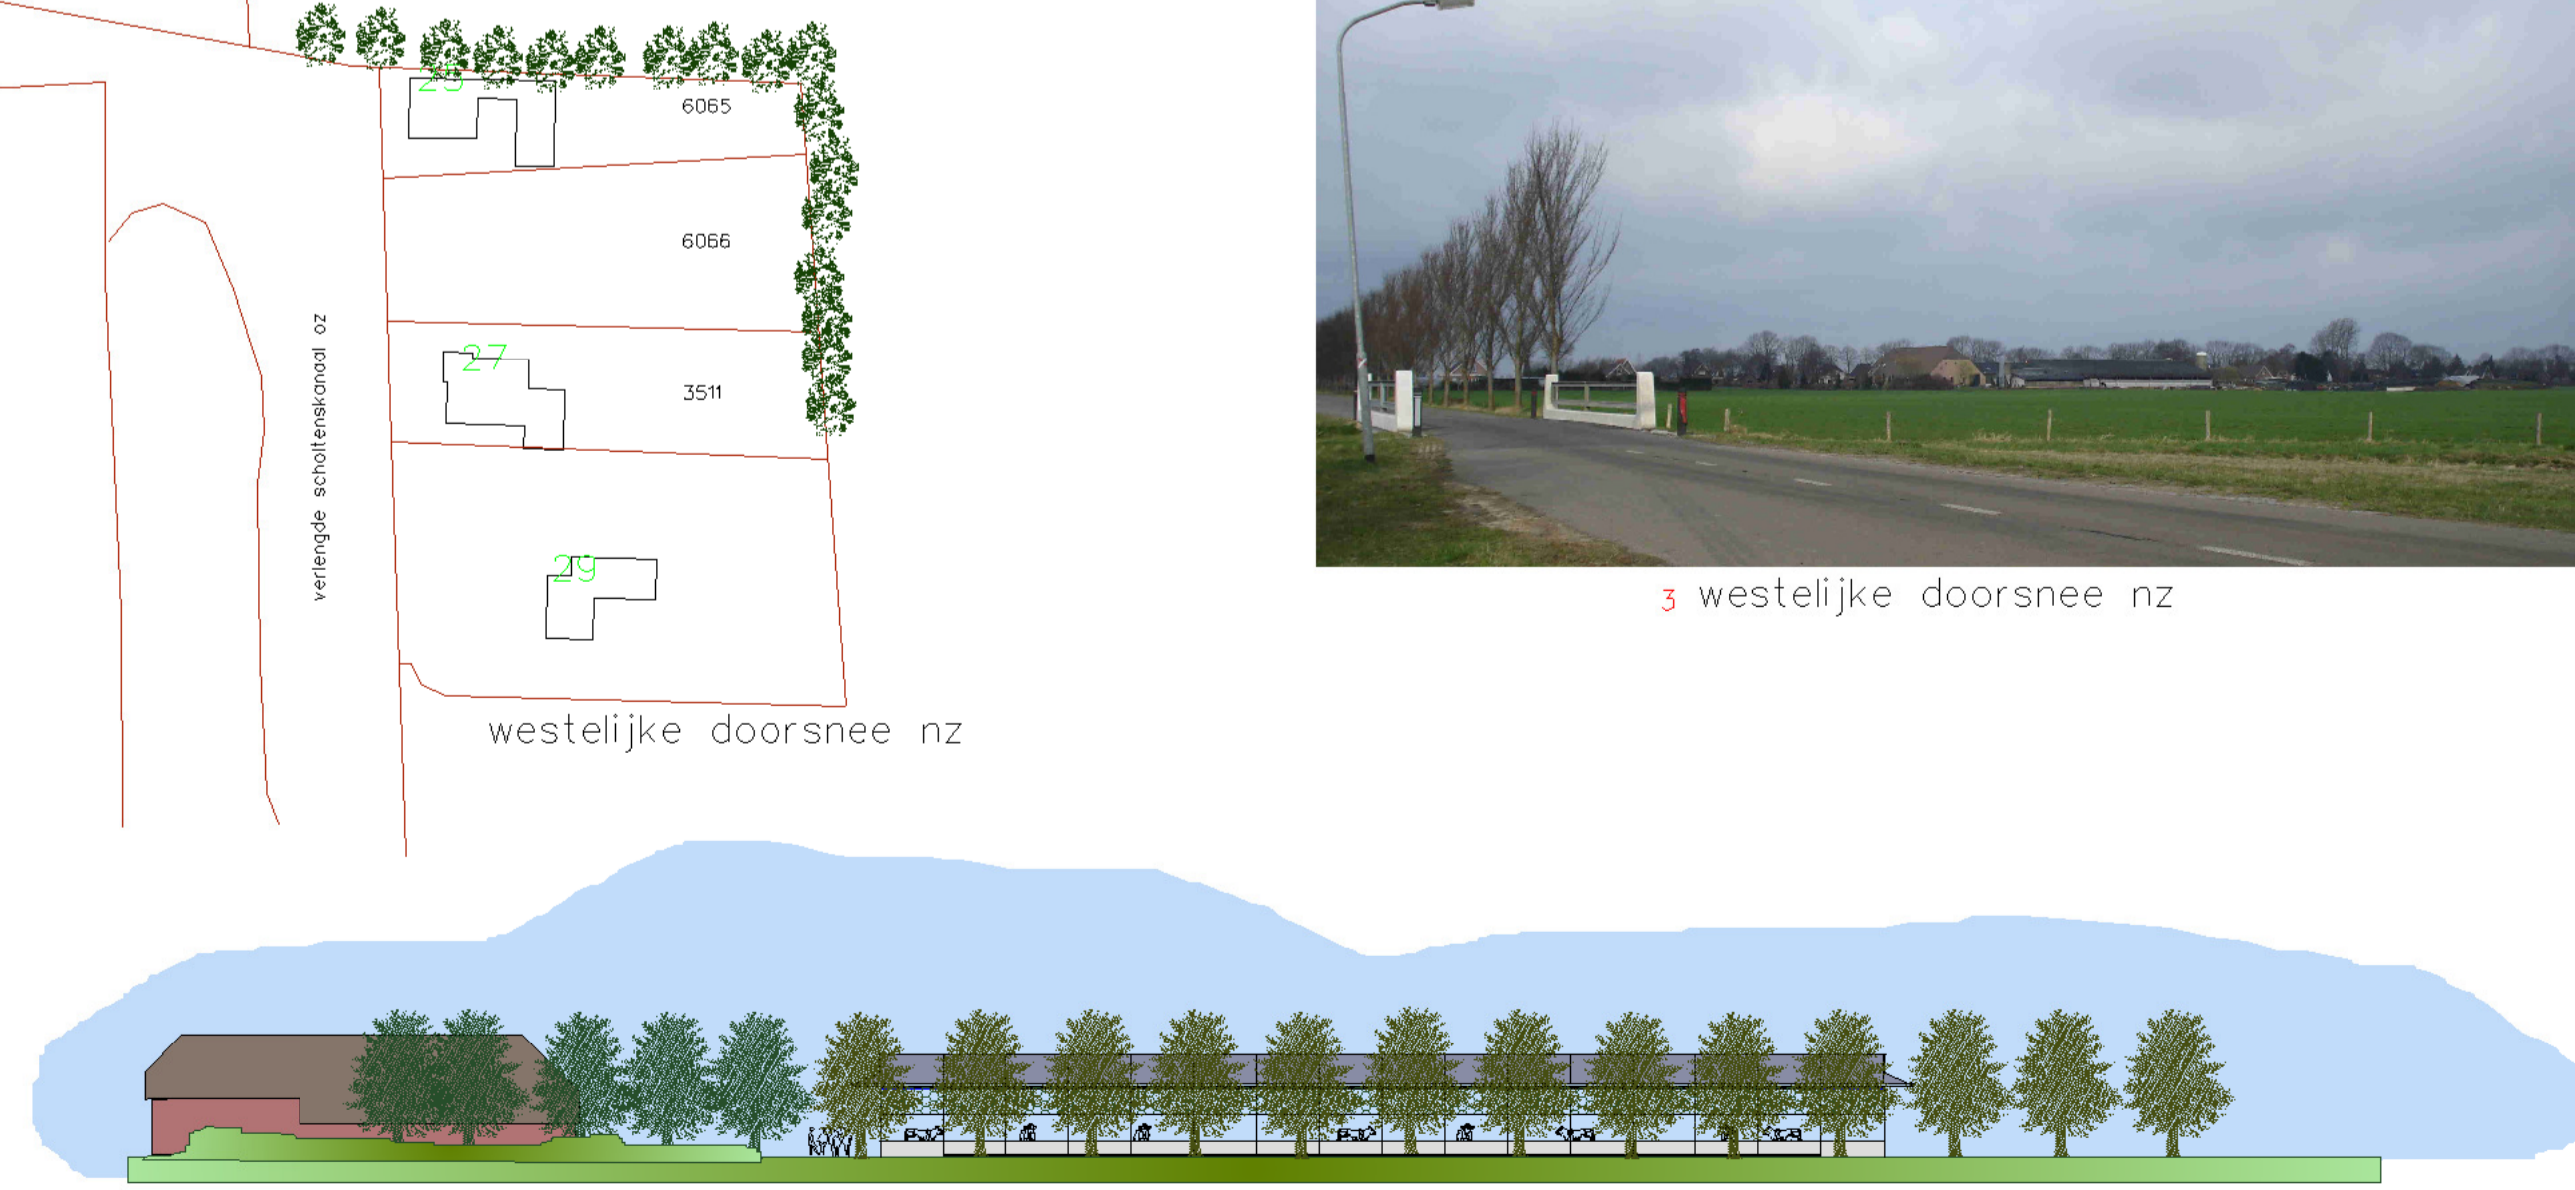 25
6065
6066
verlengde scholtenskanaal oz
27
3511
29
westelijke doorsnee nz
3 westelijke doorsnee nz